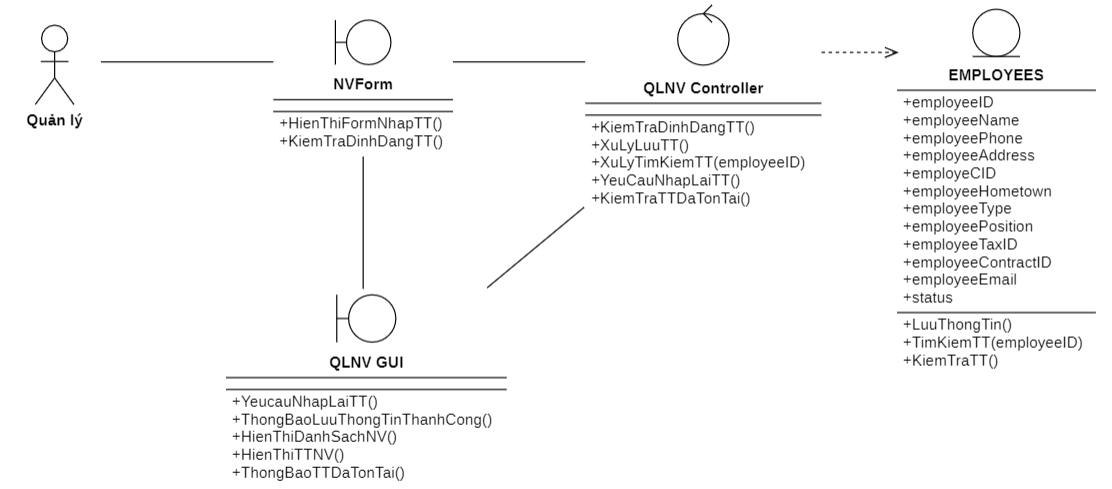 Quản lý
NVForm
+HienThiFormNhapTT()
+KiemTraDinhDangTT()
QLNV Controller
+KiemTraDinhDangTT()
+XuLyLuuTT()
+XuLyTimKiemTT(employeeID)
+YeuCauNhapLaiTT()
+KiemTraTTDaTonTai()
EMPLOYEES
+employeeID
+employeeName
+employeePhone
+employeeAddress
+employeCID
+employeeHometown
+employeeType
+employeePosition
+employeeTaxID
+employeeContractID
+employeeEmail
+status
+LuuThongTin()
+TimKiemTT(employeeID)
+KiemTraTT()
QLNV GUI
+YeucauNhapLaiTT()
+ThongBaoLuuThongTinThanhCong()
+HienThiDanhSachNV()
+HienThiTTNV()
+ThongBaoTTDaTonTai()